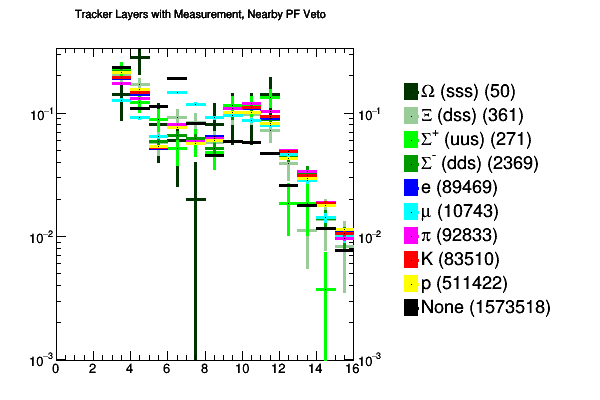 Tracker Layers with Measurement, Nearby PF Veto
10⁻¹
10⁻²
10⁻³
10⁻¹
10⁻²
10⁻³
0 2 4 6 8 10 12 14 16
Ω (sss) (50)
Ξ (dss) (361)
Σ⁺ (uus) (271)
Σ⁻ (dds) (2369)
e (89469)
μ (10743)
π (92833)
K (83510)
p (511422)
None (1573518)